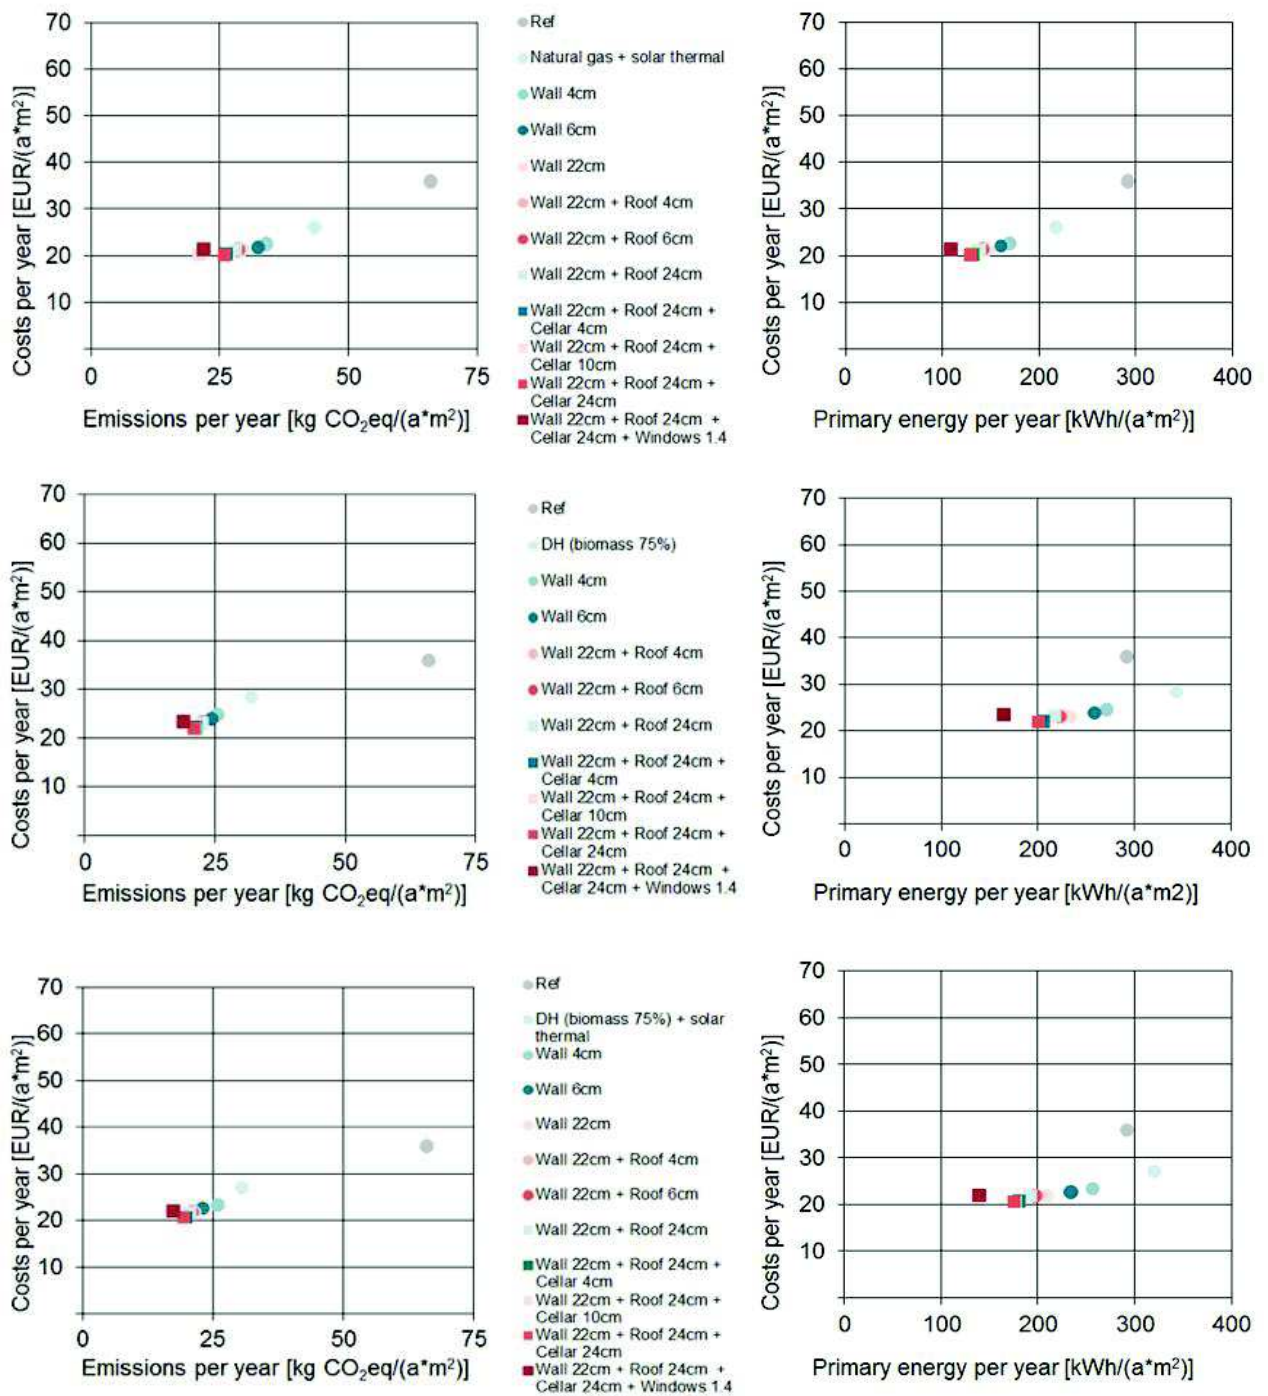 70
60
50
40
30
20
10
Costs per year [EUR/(a*m²)]
0 25 50 75
Emissions per year [kg CO₂eq/(a*m²)]
Ref
Natural gas + solar thermal
Wall 4cm
Wall 6cm
Wall 22cm
Wall 22cm + Roof 4cm
Wall 22cm + Roof 6cm
Wall 22cm + Roof 24cm
Wall 22cm + Roof 24cm +
Cellar 4cm
Wall 22cm + Roof 24cm +
Cellar 10cm
Wall 22cm + Roof 24cm +
Cellar 24cm
Wall 22cm + Roof 24cm +
Cellar 24cm + Windows 1.4
70
60
50
40
30
20
10
Costs per year [EUR/(a*m²)]
0 100 200 300 400
Primary energy per year [kWh/(a*m²)]
70
60
50
40
30
20
10
Costs per year [EUR/(a*m²)]
0 25 50 75
Emissions per year [kg CO₂eq/(a*m²)]
Ref
DH (biomass 75%)
Wall 4cm
Wall 6cm
Wall 22cm + Roof 4cm
Wall 22cm + Roof 6cm
Wall 22cm + Roof 24cm
Wall 22cm + Roof 24cm +
Cellar 4cm
Wall 22cm + Roof 24cm +
Cellar 10cm
Wall 22cm + Roof 24cm +
Cellar 24cm
Wall 22cm + Roof 24cm +
Cellar 24cm + Windows 1.4
70
60
50
40
30
20
10
Costs per year [EUR/(a*m²)]
0 100 200 300 400
Primary energy per year [kWh/(a*m2)]
70
60
50
40
30
20
10
Costs per year [EUR/(a*m²)]
0 25 50 75
Emissions per year [kg CO₂eq/(a*m²)]
Ref
DH (biomass 75%) + solar
thermal
Wall 4cm
Wall 6cm
Wall 22cm
Wall 22cm + Roof 4cm
Wall 22cm + Roof 6cm
Wall 22cm + Roof 24cm
Wall 22cm + Roof 24cm +
Cellar 4cm
Wall 22cm + Roof 24cm +
Cellar 10cm
Wall 22cm + Roof 24cm +
Cellar 24cm
Wall 22cm + Roof 24cm +
Cellar 24cm + Windows 1.4
70
60
50
40
30
20
10
Costs per year [EUR/(a*m²)]
0 100 200 300 400
Primary energy per year [kWh/(a*m²)]